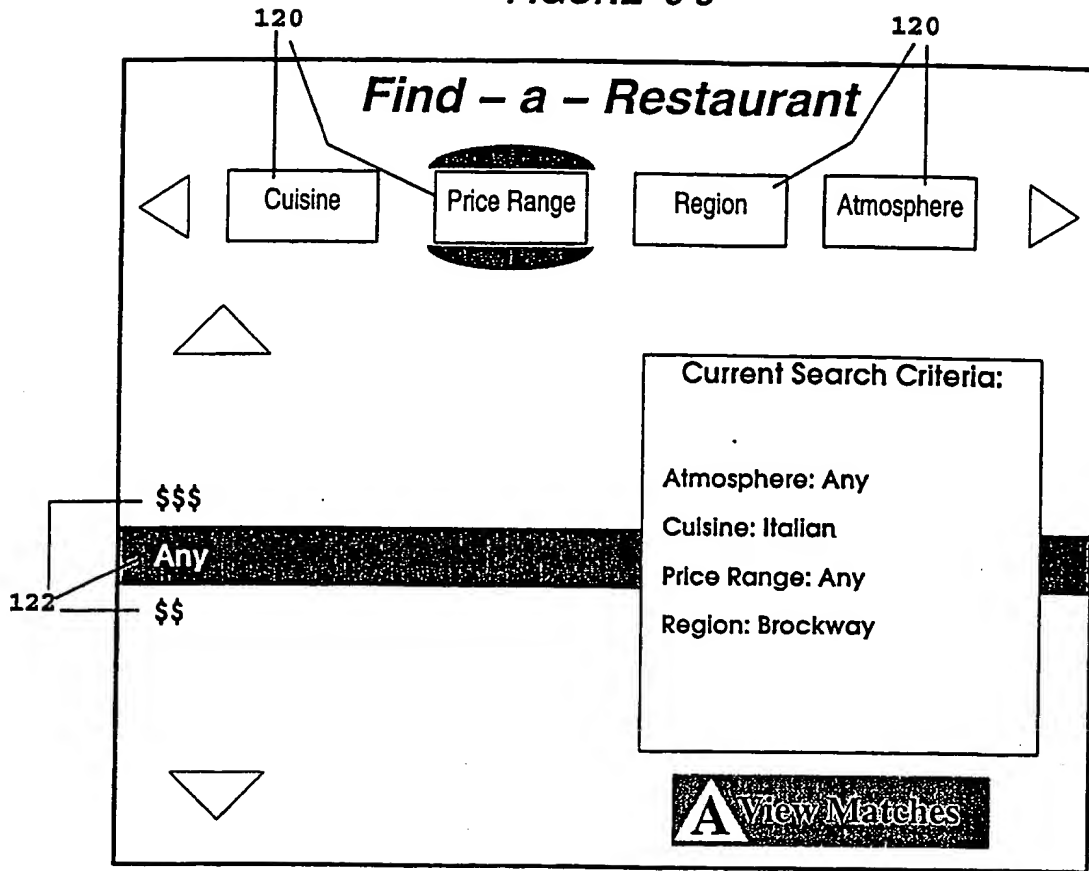 120
120
Find – a – Restaurant
Cuisine
Price Range
Region
Atmosphere
Current Search Criteria:
Atmosphere: Any
Cuisine: Italian
Price Range: Any
Region: Brockway
$$$
Any
122
$$
A View Matches